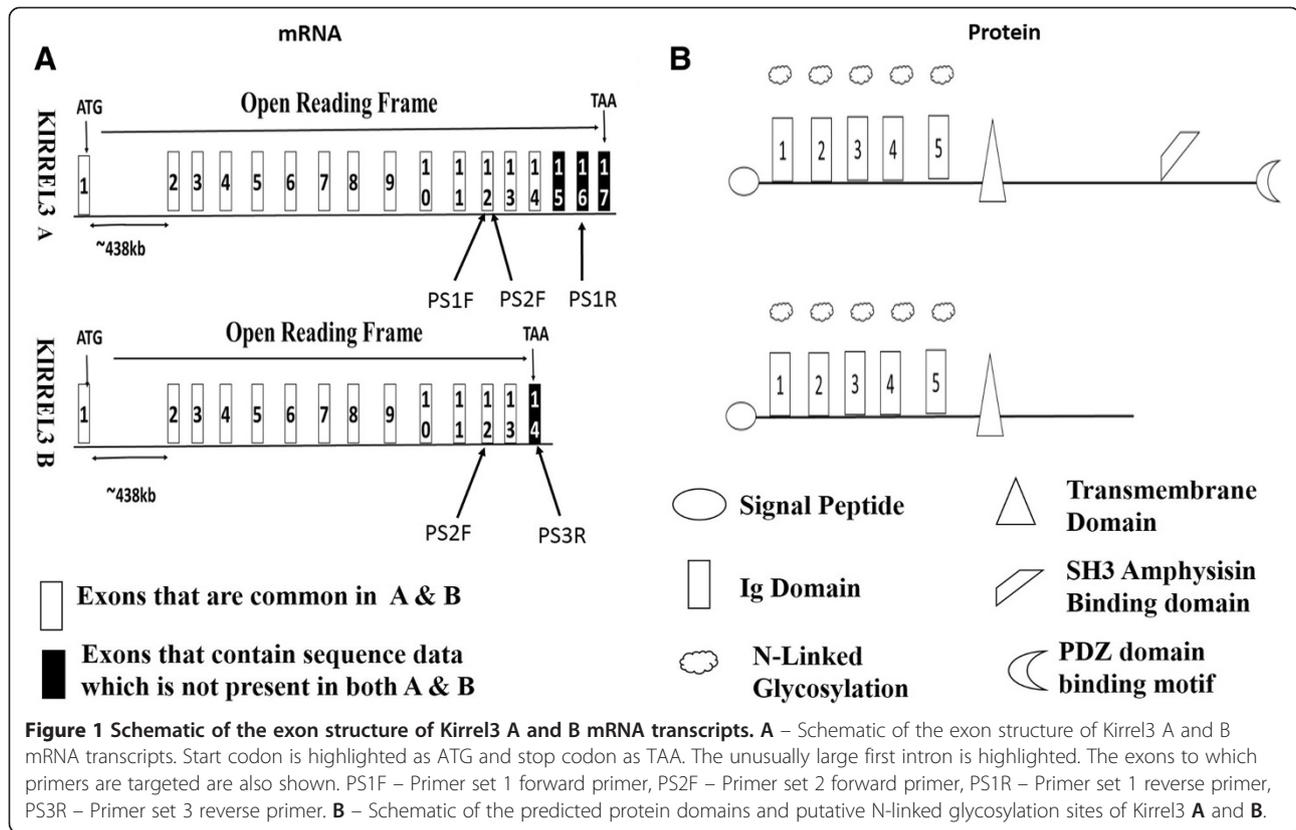 mRNA
A
KIRREL3 A
ATG
Open Reading Frame
TAA
1 2 3 4 5 6 7 8 9 10 11 12 13 14 15 16 17
~438kb
PS1F PS2F PS1R
KIRREL3 B
ATG
Open Reading Frame
TAA
1 2 3 4 5 6 7 8 9 10 11 12 13 14
~438kb
PS2F PS3R
Exons that are common in A & B
Exons that contain sequence data
which is not present in both A & B
Protein
B
1 2 3 4 5
1 2 3 4 5
Signal Peptide
Ig Domain
N-Linked
Glycosylation
Transmembrane
Domain
SH3 Amphysisin
Binding domain
PDZ domain
binding motif
Figure 1 Schematic of the exon structure of Kirrel3 A and B mRNA transcripts. A – Schematic of the exon structure of Kirrel3 A and B
mRNA transcripts. Start codon is highlighted as ATG and stop codon as TAA. The unusually large first intron is highlighted. The exons to which
primers are targeted are also shown. PS1F – Primer set 1 forward primer, PS2F – Primer set 2 forward primer, PS1R – Primer set 1 reverse primer,
PS3R – Primer set 3 reverse primer. B – Schematic of the predicted protein domains and putative N-linked glycosylation sites of Kirrel3 A and B.